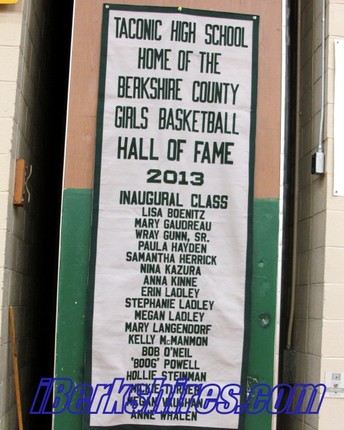 TACONIC HIGH SCHOOL
HOME OF THE
BERKSHIRE COUNTY
GIRLS BASKETBALL
HALL OF FAME
2013
INAUGURAL CLASS
LISA BOENITZ
MARY GAUDREAU
WRAY GUNN, SR.
PAULA HAYDEN
SAMANTHA HERRICK
NINA KAZURA
ANNA KINNE
ERIN LADLEY
STEPHANIE LADLEY
MEGAN LADLEY
MARY LANGENDORF
KELLY McMANMON
BOB O'NEIL
"BOOG" POWELL
HOLLIE STEINMAN
ANNE WHALEN
iBerkshires.com